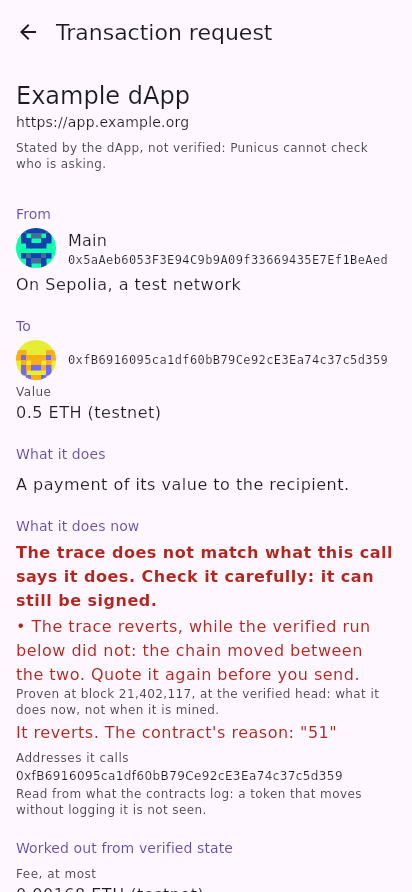 Transaction request
Example dApp
https://app.example.org
Stated by the dApp, not verified: Punicus cannot check
who is asking.
From
Main
0x5aAeb6053F3E94C9b9A09f33669435E7Ef1BeAed
On Sepolia, a test network
To
0xfB6916095ca1df60bB79Ce92cE3Ea74c37c5d359
Value
0.5 ETH (testnet)
What it does
A payment of its value to the recipient.
What it does now
The trace does not match what this call
says it does. Check it carefully: it can
still be signed.
• The trace reverts, while the verified run
below did not: the chain moved between
the two. Quote it again before you send.
Proven at block 21,402,117, at the verified head: what it
does now, not when it is mined.
It reverts. The contract's reason: "51"
Addresses it calls
0xfB6916095ca1df60bB79Ce92cE3Ea74c37c5d359
Read from what the contracts log: a token that moves
without logging it is not seen.
Worked out from verified state
Fee, at most
0.00168 ETH (testnet)